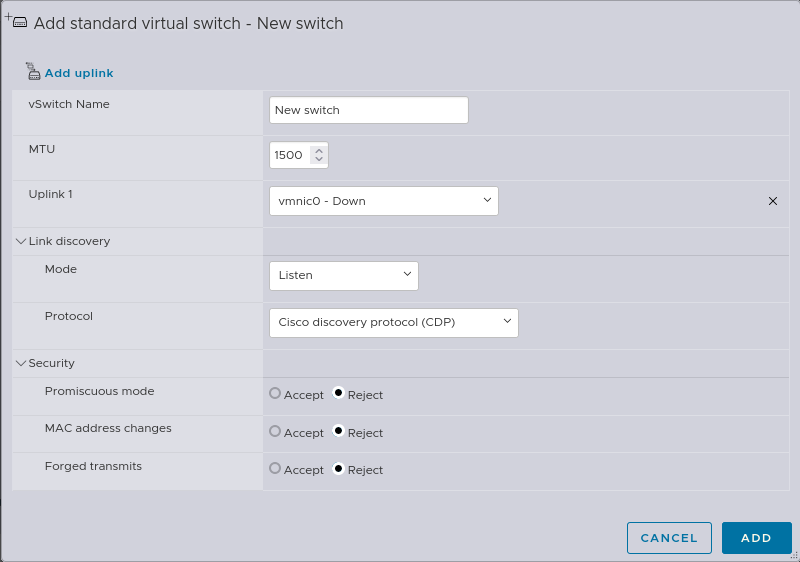 Add standard virtual switch - New switch
Add uplink
vSwitch Name
New switch
MTU
1500
Uplink 1
vmnic0 - Down
Link discovery
Mode
Listen
Protocol
Cisco discovery protocol (CDP)
Security
Promiscuous mode
Accept Reject
MAC address changes
Accept Reject
Forged transmits
Accept Reject
CANCEL
ADD